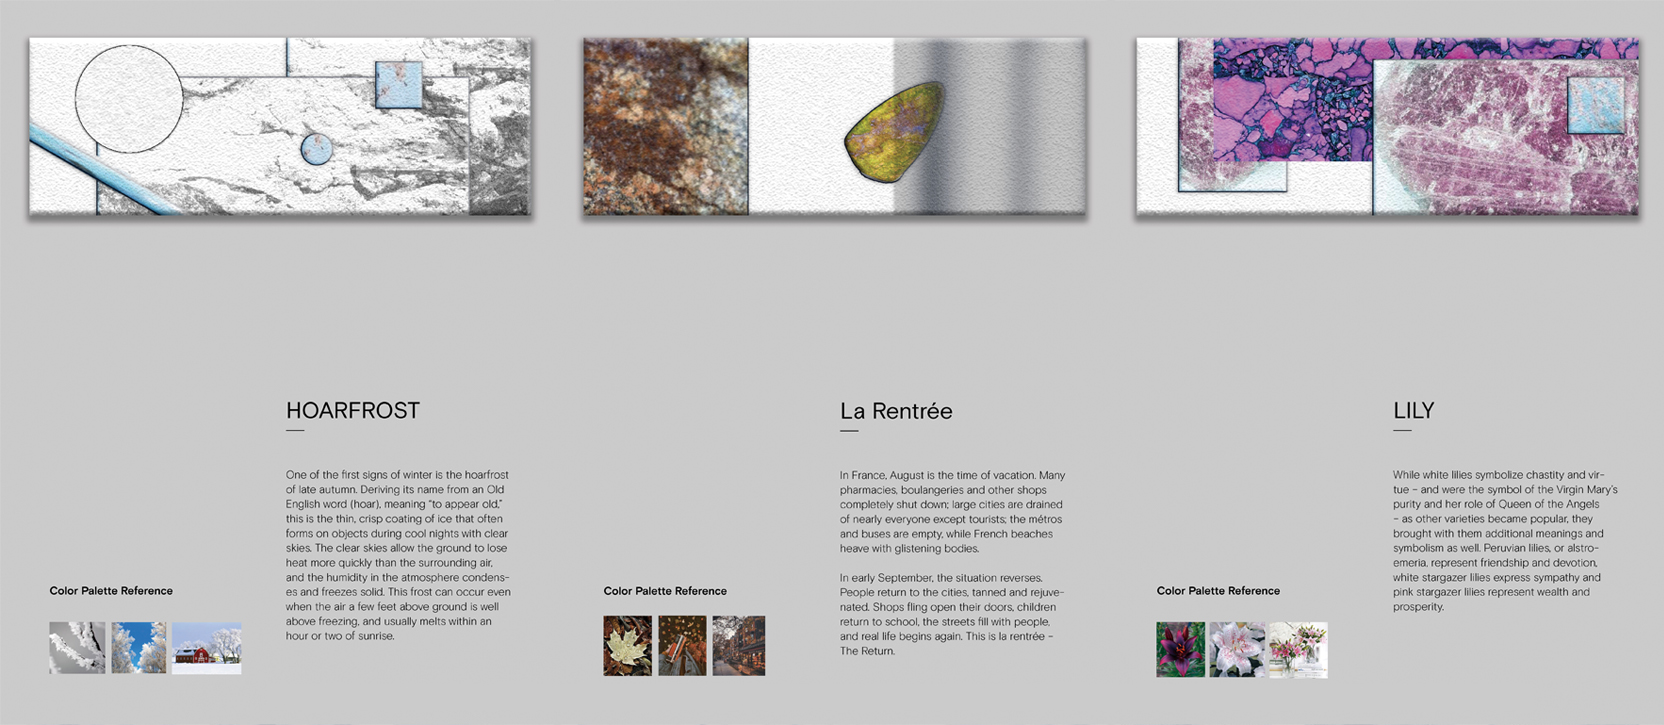 HOARFROST
One of the first signs of winter is the hoarfrost
of late autumn. Deriving its name from an Old
English word (hoar), meaning “to appear old,”
this is the thin, crisp coating of ice that often
forms on objects during cool nights with clear
skies. The clear skies allow the ground to lose
heat more quickly than the surrounding air,
and the humidity in the atmosphere condens-
es and freezes solid. This frost can occur even
when the air a few feet above ground is well
above freezing, and usually melts within an
hour or two of sunrise.
Color Palette Reference
La Rentrée
In France, August is the time of vacation. Many
pharmacies, boulangeries and other shops
completely shut down; large cities are drained
of nearly everyone except tourists; the métros
and buses are empty, while French beaches
heave with glistening bodies.
In early September, the situation reverses.
People return to the cities, tanned and rejuve-
nated. Shops fling open their doors, children
return to school, the streets fill with people,
and real life begins again. This is la rentrée –
The Return.
Color Palette Reference
LILY
While white lilies symbolize chastity and vir-
tue – and were the symbol of the Virgin Mary’s
purity and her role of Queen of the Angels
– as other varieties became popular, they
brought with them additional meanings and
symbolism as well. Peruvian lilies, or alstro-
emeria, represent friendship and devotion,
white stargazer lilies express sympathy and
pink stargazer lilies represent wealth and
prosperity.
Color Palette Reference